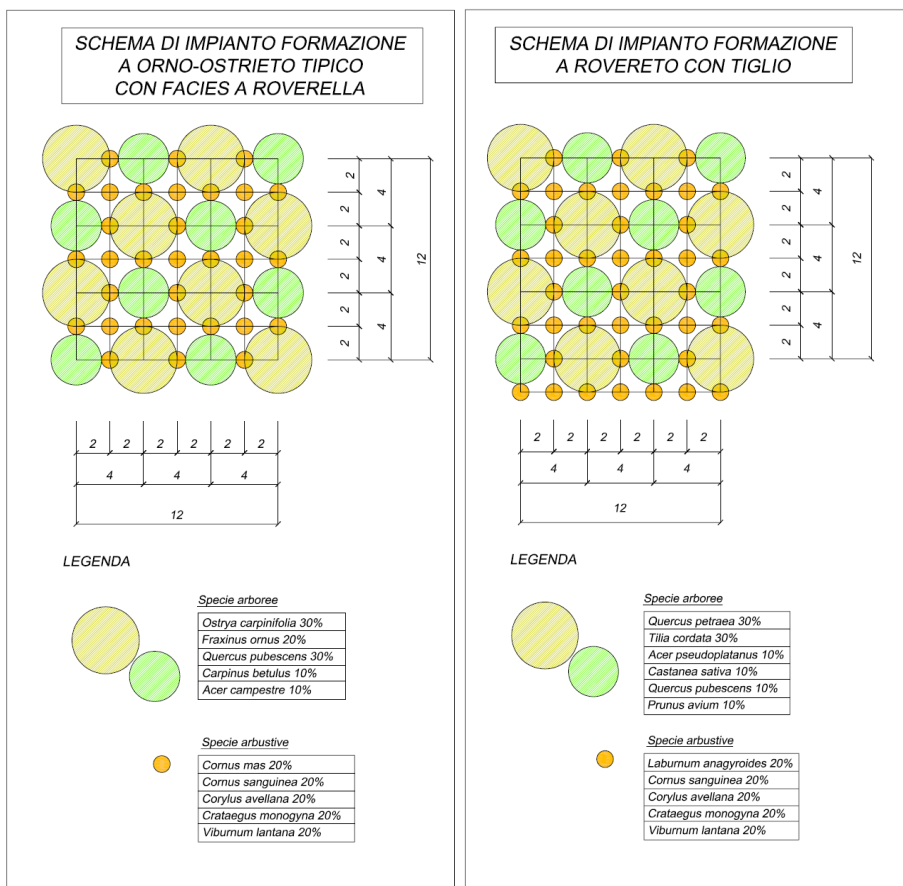 SCHEMA DI IMPIANTO FORMAZIONE
A ORNO-OSTRIETO TIPICO
CON FACIES A ROVERELLA
2
2
2
2
2
2
4
4
4
12
2 2 2 2 2 2
4 4 4
12
LEGENDA
Specie arboree
Ostrya carpinifolia 30%
Fraxinus ornus 20%
Quercus pubescens 30%
Carpinus betulus 10%
Acer campestre 10%
Specie arbustive
Cornus mas 20%
Cornus sanguinea 20%
Corylus avellana 20%
Crataegus monogyna 20%
Viburnum lantana 20%
SCHEMA DI IMPIANTO FORMAZIONE
A ROVERETO CON TIGLIO
2
2
2
2
2
2
4
4
4
12
2 2 2 2 2 2
4 4 4
12
LEGENDA
Specie arboree
Quercus petraea 30%
Tilia cordata 30%
Acer pseudoplatanus 10%
Castanea sativa 10%
Quercus pubescens 10%
Prunus avium 10%
Specie arbustive
Laburnum anagyroides 20%
Cornus sanguinea 20%
Corylus avellana 20%
Crataegus monogyna 20%
Viburnum lantana 20%